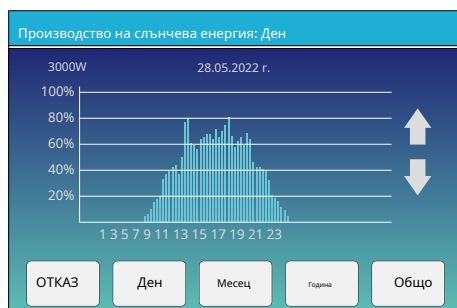 Производство на слънчева енергия: Ден
3000W 28.05.2022 г.
100%
80%
60%
40%
20%
1 3 5 7 9 11 13 15 17 19 21 23
ОТКАЗ Ден Месец Година Общо